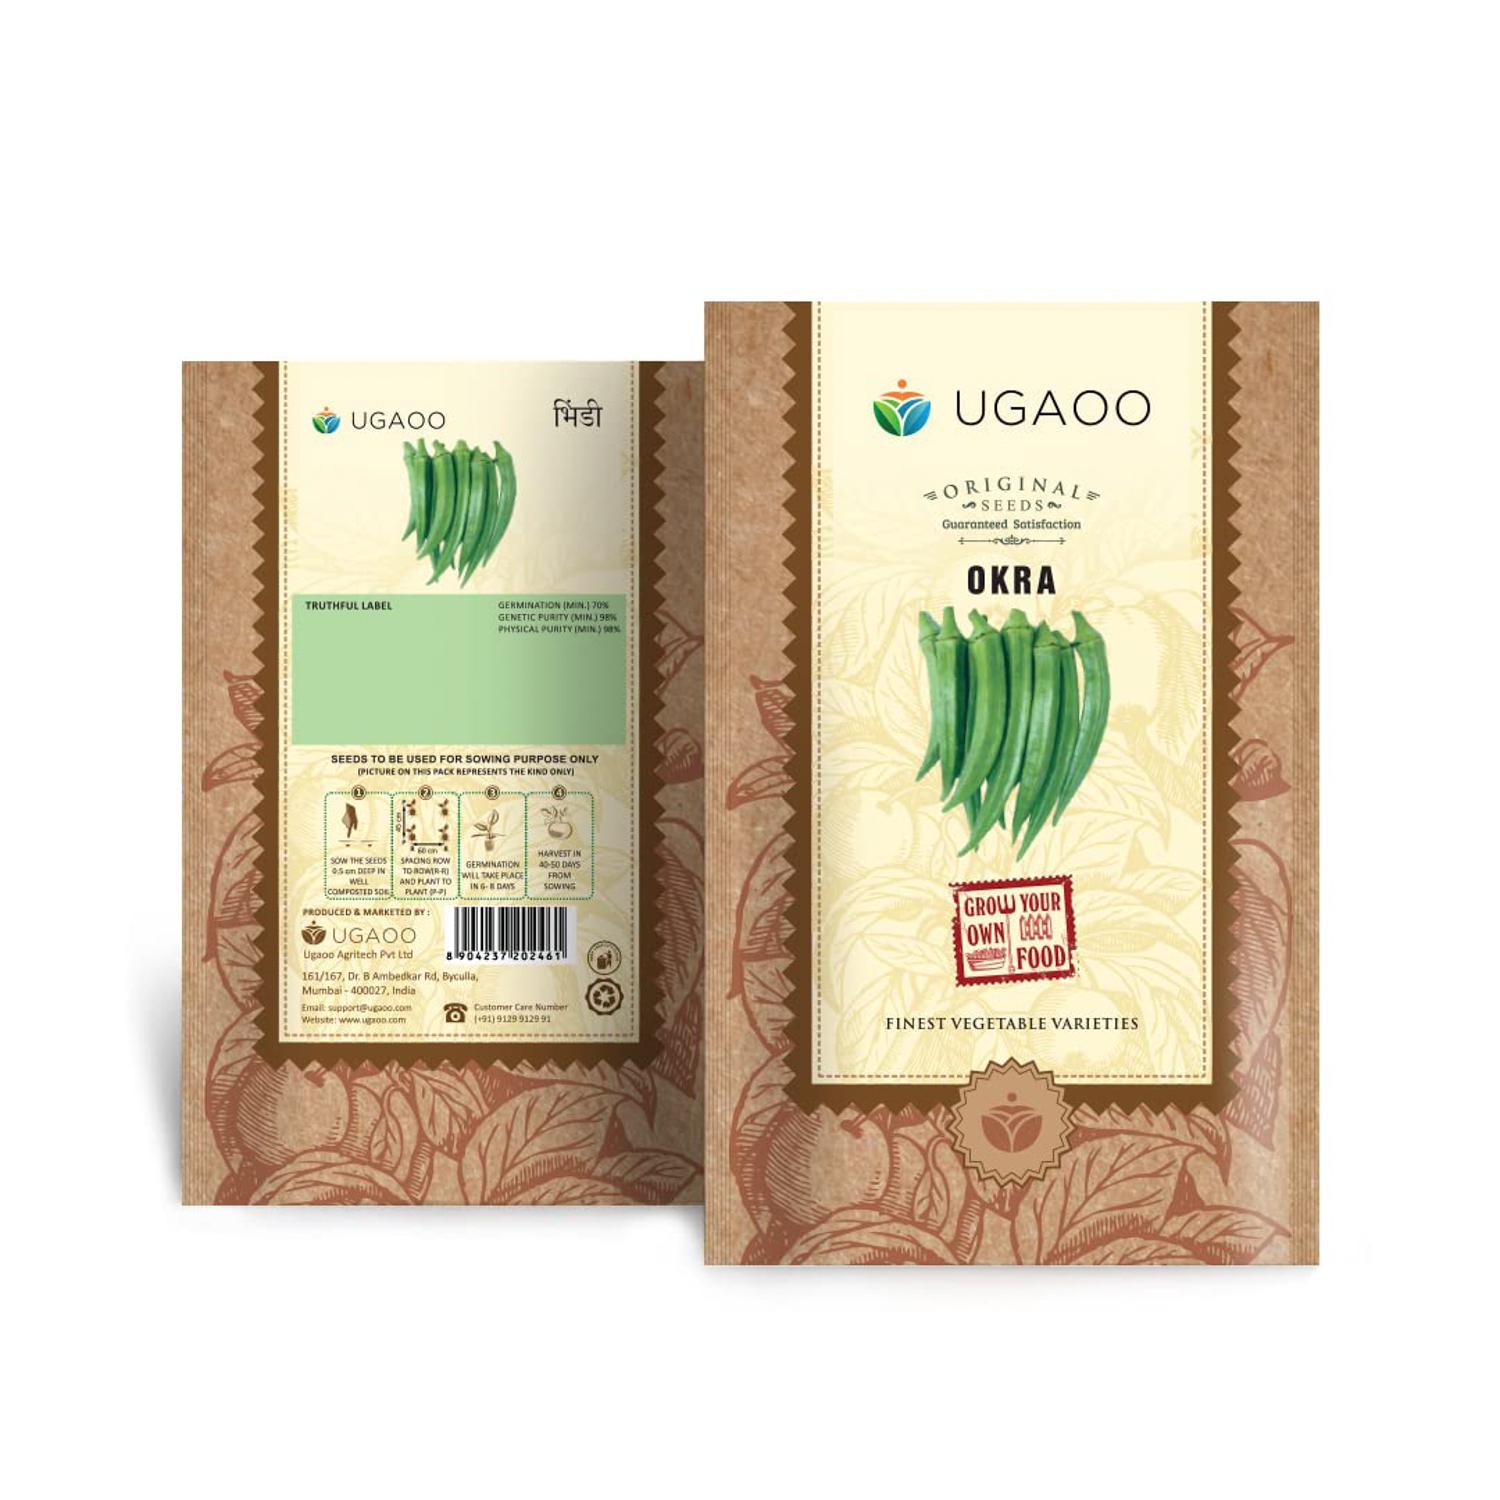 UGAOO
भिंडी
TRUTHFUL LABEL
GERMINATION (MIN.) 70%
GENETIC PURITY (MIN.) 98%
PHYSICAL PURITY (MIN.) 98%
SEEDS TO BE USED FOR SOWING PURPOSE ONLY
(PICTURE ON THIS PACK REPRESENTS THE KIND ONLY)
1
45 cm
SOW THE SEEDS
0.5 cm DEEP IN
WELL
COMPOSTED SOIL
2
60 cm
SPACING ROW
TO ROW(R-R)
AND PLANT TO
PLANT (P-P)
3
GERMINATION
WILL TAKE PLACE
IN 6- 8 DAYS
4
HARVEST IN
40-50 DAYS
FROM
SOWING
PRODUCED & MARKETED BY :
UGAOO
Ugaoo Agritech Pvt Ltd
161/167, Dr. B Ambedkar Rd, Byculla,
Mumbai - 400027, India
Email: support@ugaoo.com
Website: www.ugaoo.com
8 904237 202461
Customer Care Number
(+91) 9129 9129 91
UGAOO
ORIGINAL
SEEDS
Guaranteed Satisfaction
OKRA
GROW YOUR
OWN
FOOD
FINEST VEGETABLE VARIETIES